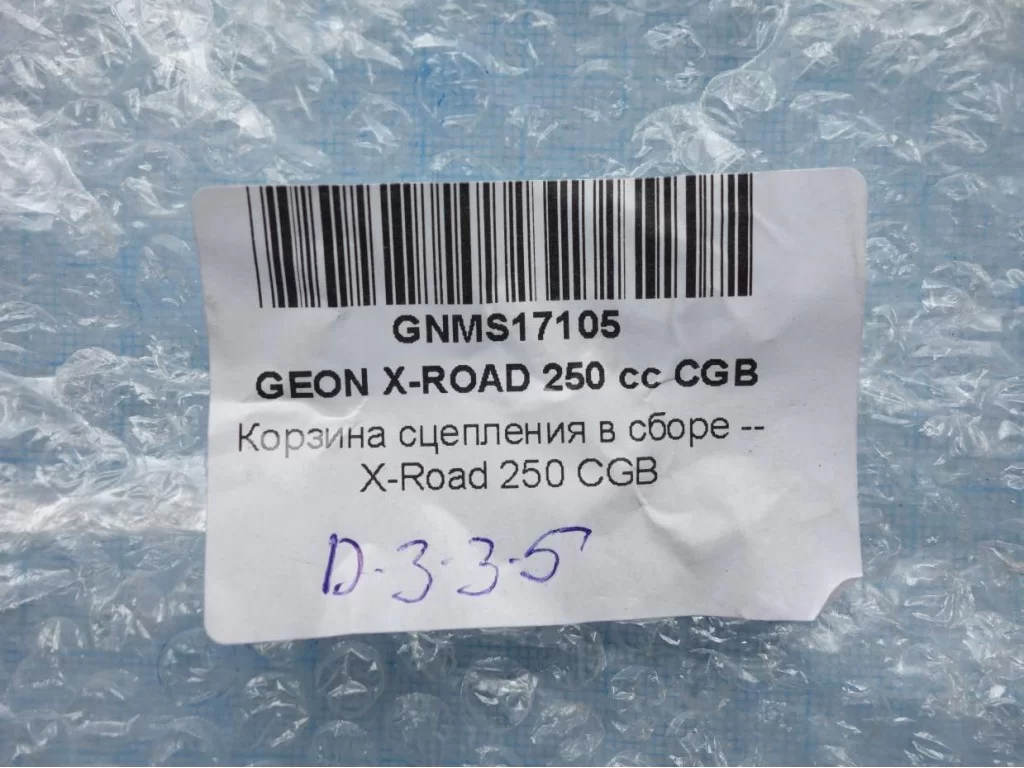 GNMS17105
GEON X-ROAD 250 cc CGB
Корзина сцепления в сборе --
X-Road 250 CGB
D-3-3-5